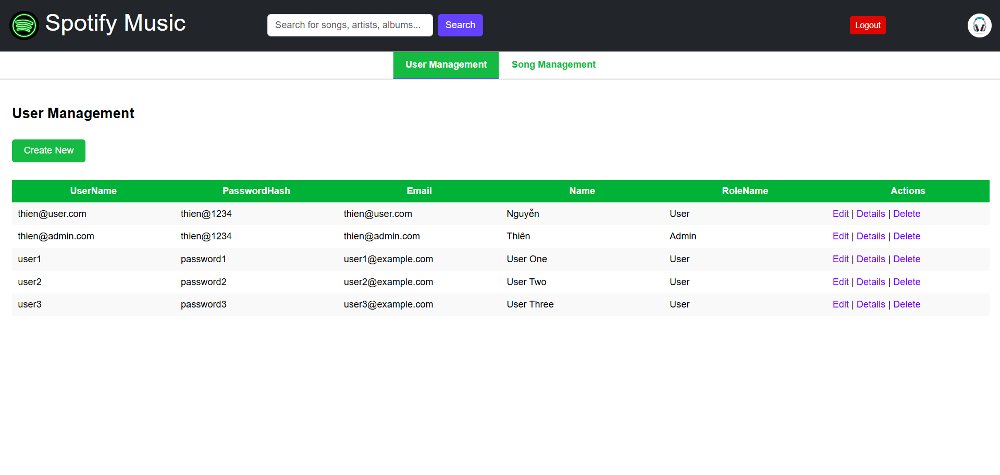 Spotify Music
Search for songs, artists, albums... Search Logout
User Management Song Management
User Management
Create New
UserName PasswordHash Email Name RoleName Actions
thien@user.com thien@1234 thien@user.com Nguyễn User Edit | Details | Delete
thien@admin.com thien@1234 thien@admin.com Thiên Admin Edit | Details | Delete
user1 password1 user1@example.com User One User Edit | Details | Delete
user2 password2 user2@example.com User Two User Edit | Details | Delete
user3 password3 user3@example.com User Three User Edit | Details | Delete